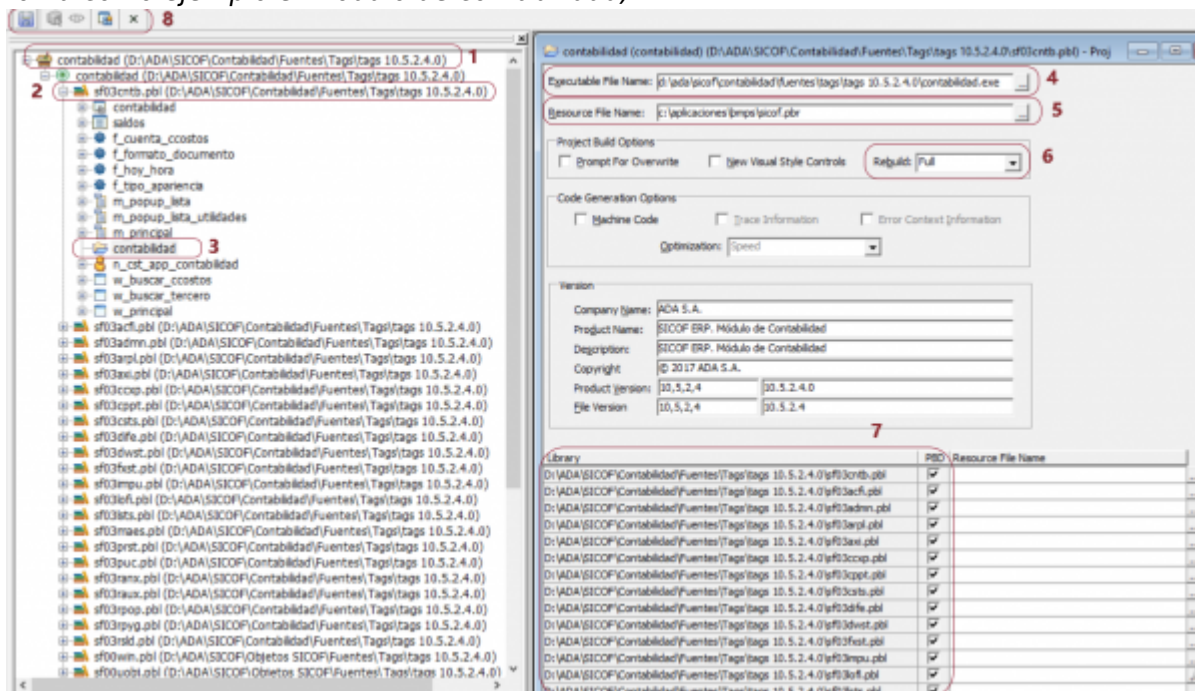 8
contabilidad (D:\ADA\SICOF\Contabilidad\Fuentes\Tags\tags 10.5.2.4.0)
1
contabilidad (D:\ADA\SICOF\Contabilidad\Fuentes\Tags\tags 10.5.2.4.0)
2
sf03cntb.pbl (D:\ADA\SICOF\Contabilidad\Fuentes\Tags\tags 10.5.2.4.0)
contabilidad
saldos
f_cuenta_ccostos
f_formato_documento
f_hoy_hora
f_tipo_apariencia
m_popup_lista
m_popup_lista_utilidades
m_principal
contabilidad
3
n_cst_app_contabilidad
w_buscar_ccostos
w_buscar_tercero
w_principal
sf03acfi.pbl (D:\ADA\SICOF\Contabilidad\Fuentes\Tags\tags 10.5.2.4.0)
sf03admn.pbl (D:\ADA\SICOF\Contabilidad\Fuentes\Tags\tags 10.5.2.4.0)
sf03arpl.pbl (D:\ADA\SICOF\Contabilidad\Fuentes\Tags\tags 10.5.2.4.0)
sf03axi.pbl (D:\ADA\SICOF\Contabilidad\Fuentes\Tags\tags 10.5.2.4.0)
sf03ccxp.pbl (D:\ADA\SICOF\Contabilidad\Fuentes\Tags\tags 10.5.2.4.0)
sf03cppt.pbl (D:\ADA\SICOF\Contabilidad\Fuentes\Tags\tags 10.5.2.4.0)
sf03csts.pbl (D:\ADA\SICOF\Contabilidad\Fuentes\Tags\tags 10.5.2.4.0)
sf03dife.pbl (D:\ADA\SICOF\Contabilidad\Fuentes\Tags\tags 10.5.2.4.0)
sf03dwst.pbl (D:\ADA\SICOF\Contabilidad\Fuentes\Tags\tags 10.5.2.4.0)
sf03fxst.pbl (D:\ADA\SICOF\Contabilidad\Fuentes\Tags\tags 10.5.2.4.0)
sf03impu.pbl (D:\ADA\SICOF\Contabilidad\Fuentes\Tags\tags 10.5.2.4.0)
sf03lofi.pbl (D:\ADA\SICOF\Contabilidad\Fuentes\Tags\tags 10.5.2.4.0)
sf03lsts.pbl (D:\ADA\SICOF\Contabilidad\Fuentes\Tags\tags 10.5.2.4.0)
sf03maes.pbl (D:\ADA\SICOF\Contabilidad\Fuentes\Tags\tags 10.5.2.4.0)
sf03prst.pbl (D:\ADA\SICOF\Contabilidad\Fuentes\Tags\tags 10.5.2.4.0)
sf03puc.pbl (D:\ADA\SICOF\Contabilidad\Fuentes\Tags\tags 10.5.2.4.0)
sf03ranx.pbl (D:\ADA\SICOF\Contabilidad\Fuentes\Tags\tags 10.5.2.4.0)
sf03raux.pbl (D:\ADA\SICOF\Contabilidad\Fuentes\Tags\tags 10.5.2.4.0)
sf03rpop.pbl (D:\ADA\SICOF\Contabilidad\Fuentes\Tags\tags 10.5.2.4.0)
sf03rpyg.pbl (D:\ADA\SICOF\Contabilidad\Fuentes\Tags\tags 10.5.2.4.0)
sf03rsld.pbl (D:\ADA\SICOF\Contabilidad\Fuentes\Tags\tags 10.5.2.4.0)
sf00win.pbl (D:\ADA\SICOF\Objetos SICOF\Fuentes\Tags\tags 10.5.2.4.0)
sf00uobj.pbl (D:\ADA\SICOF\Objetos SICOF\Fuentes\Tags\tags 10.5.2.4.0)
contabilidad (contabilidad) (D:\ADA\SICOF\Contabilidad\Fuentes\Tags\tags 10.5.2.4.0\sf03cntb.pbl) - Proj
Executable File Name: d:\ada\sicof\contabilidad\fuentes\tags\tags 10.5.2.4.0\contabilidad.exe ...
4
Resource File Name: c:\aplicaciones\bmps\sicof.pbr ...
5
Project Build Options
Prompt For Overwrite New Visual Style Controls Rebuild: Full
6
Code Generation Options
Machine Code Trace Information Error Context Information
Optimization: Speed
Version
Company Name: ADA S.A.
Product Name: SICOF ERP. Módulo de Contabilidad
Description: SICOF ERP. Módulo de Contabilidad
Copyright © 2017 ADA S.A.
Product Version: 10,5,2,4 10.5.2.4.0
File Version 10,5,2,4 10.5.2.4
7
Library PBD Resource File Name
D:\ADA\SICOF\Contabilidad\Fuentes\Tags\tags 10.5.2.4.0\sf03cntb.pbl
D:\ADA\SICOF\Contabilidad\Fuentes\Tags\tags 10.5.2.4.0\sf03acfi.pbl
D:\ADA\SICOF\Contabilidad\Fuentes\Tags\tags 10.5.2.4.0\sf03admn.pbl
D:\ADA\SICOF\Contabilidad\Fuentes\Tags\tags 10.5.2.4.0\sf03arpl.pbl
D:\ADA\SICOF\Contabilidad\Fuentes\Tags\tags 10.5.2.4.0\sf03axi.pbl
D:\ADA\SICOF\Contabilidad\Fuentes\Tags\tags 10.5.2.4.0\sf03ccxp.pbl
D:\ADA\SICOF\Contabilidad\Fuentes\Tags\tags 10.5.2.4.0\sf03cppt.pbl
D:\ADA\SICOF\Contabilidad\Fuentes\Tags\tags 10.5.2.4.0\sf03csts.pbl
D:\ADA\SICOF\Contabilidad\Fuentes\Tags\tags 10.5.2.4.0\sf03dife.pbl
D:\ADA\SICOF\Contabilidad\Fuentes\Tags\tags 10.5.2.4.0\sf03dwst.pbl
D:\ADA\SICOF\Contabilidad\Fuentes\Tags\tags 10.5.2.4.0\sf03fxst.pbl
D:\ADA\SICOF\Contabilidad\Fuentes\Tags\tags 10.5.2.4.0\sf03impu.pbl
D:\ADA\SICOF\Contabilidad\Fuentes\Tags\tags 10.5.2.4.0\sf03lofi.pbl